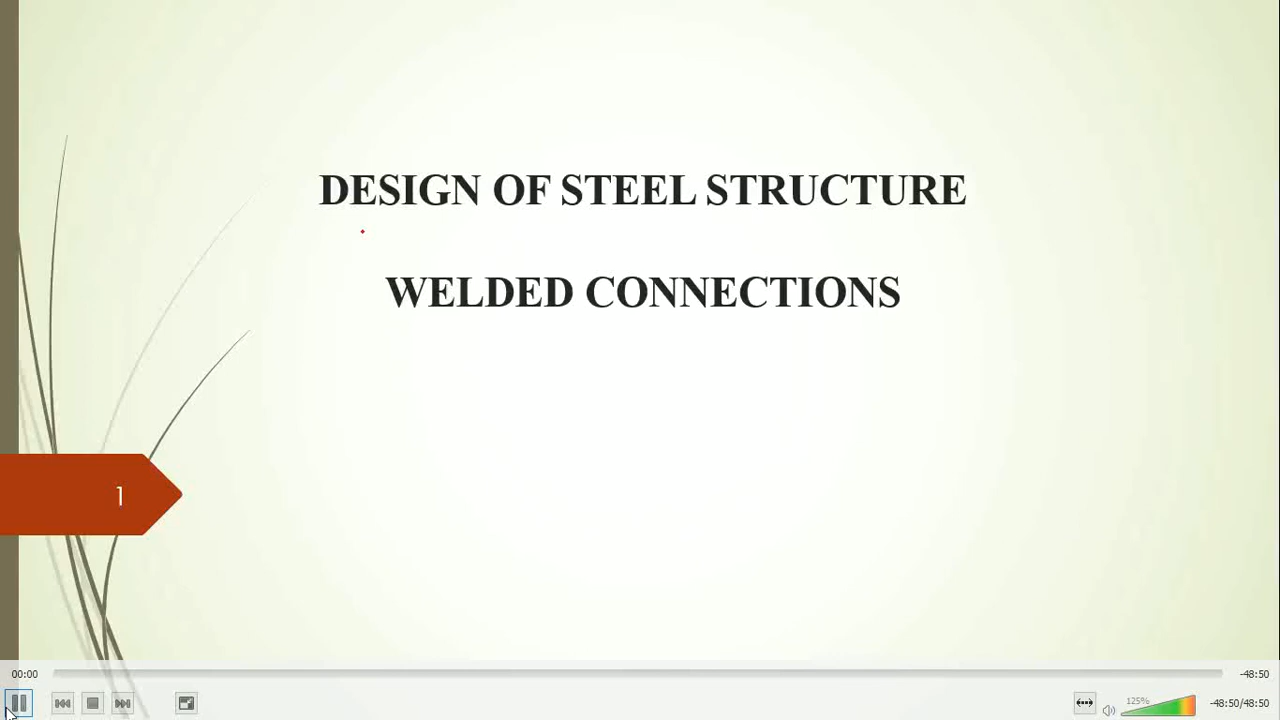 DESIGN OF STEEL STRUCTURE
WELDED CONNECTIONS
1
00:00
-48:50
125%
-48:50/48:50